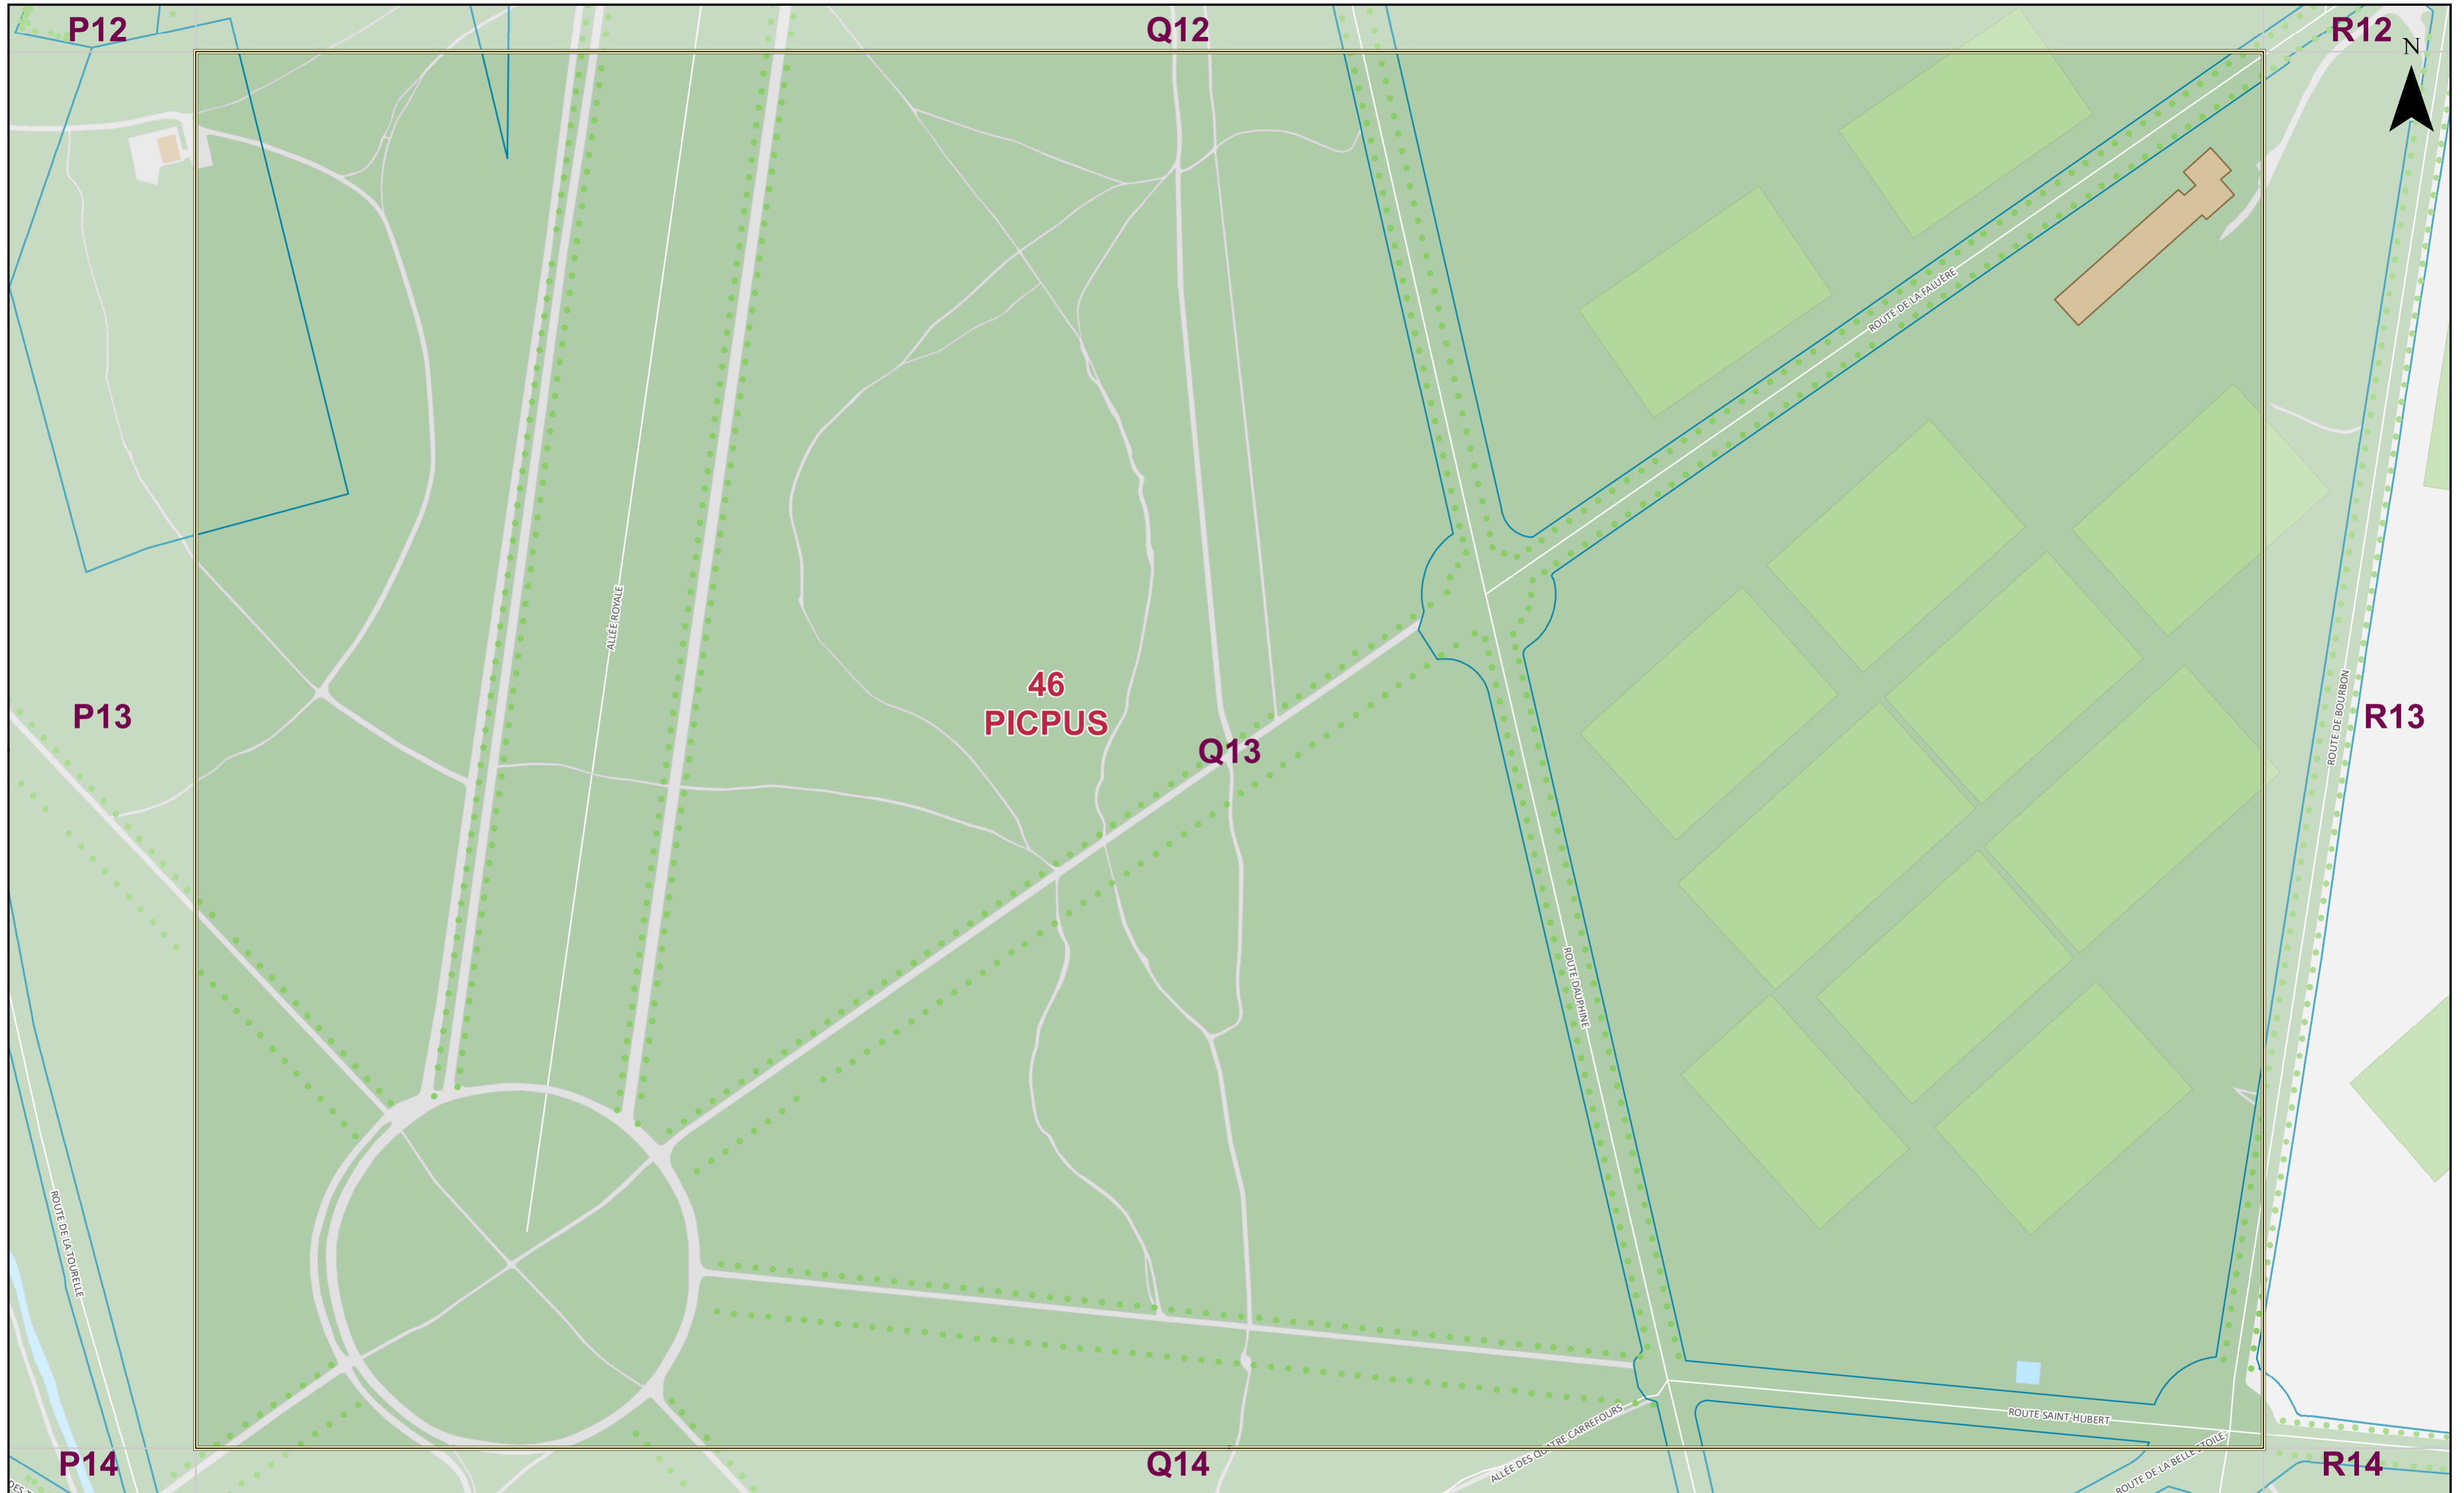 P12
Q12
R12
N
ROUTE DE LA FALUÈRE
ALLÉE ROYALE
46
PICPUS
P13
Q13
R13
ROUTE DE BOURBON
ROUTE DAUPHINE
ROUTE DE LA TOURELLE
ROUTE SAINT-HUBERT
ALLÉE DES QUATRE CARREFOURS
ROUTE DE LA BELLE ETOILE
P14
Q14
R14